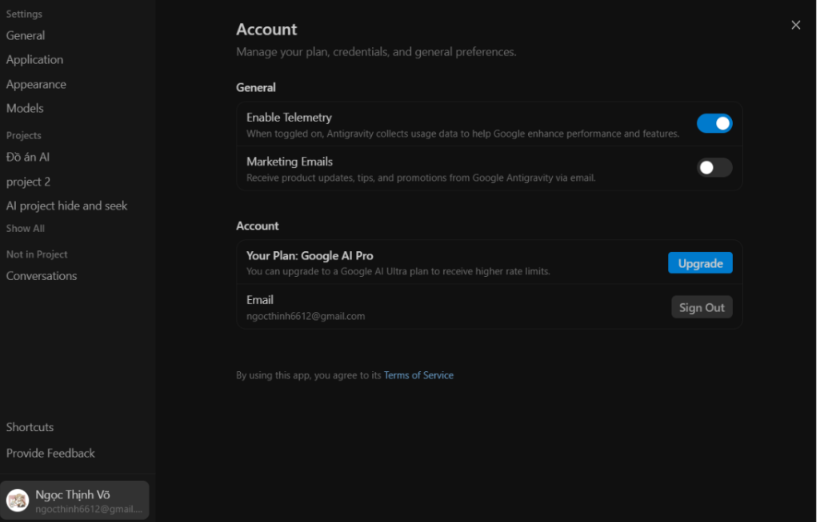 Settings
General
Application
Appearance
Models
Projects
Đồ án AI
project 2
AI project hide and seek
Show All
Not in Project
Conversations
Shortcuts
Provide Feedback
Ngọc Thịnh Võ
ngocthinh6612@gmail....
Account
Manage your plan, credentials, and general preferences.
General
Enable Telemetry
When toggled on, Antigravity collects usage data to help Google enhance performance and features.
Marketing Emails
Receive product updates, tips, and promotions from Google Antigravity via email.
Account
Your Plan: Google AI Pro
You can upgrade to a Google AI Ultra plan to receive higher rate limits.
Upgrade
Email
ngocthinh6612@gmail.com
Sign Out
By using this app, you agree to its Terms of Service